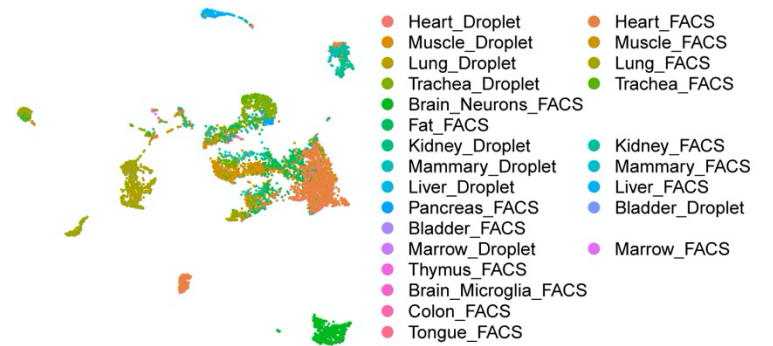 Heart_Droplet Heart_FACS
Muscle_Droplet Muscle_FACS
Lung_Droplet Lung_FACS
Trachea_Droplet Trachea_FACS
Brain_Neurons_FACS
Fat_FACS
Kidney_Droplet Kidney_FACS
Mammary_Droplet Mammary_FACS
Liver_Droplet Liver_FACS
Pancreas_FACS Bladder_Droplet
Bladder_FACS
Marrow_Droplet Marrow_FACS
Thymus_FACS
Brain_Microglia_FACS
Colon_FACS
Tongue_FACS